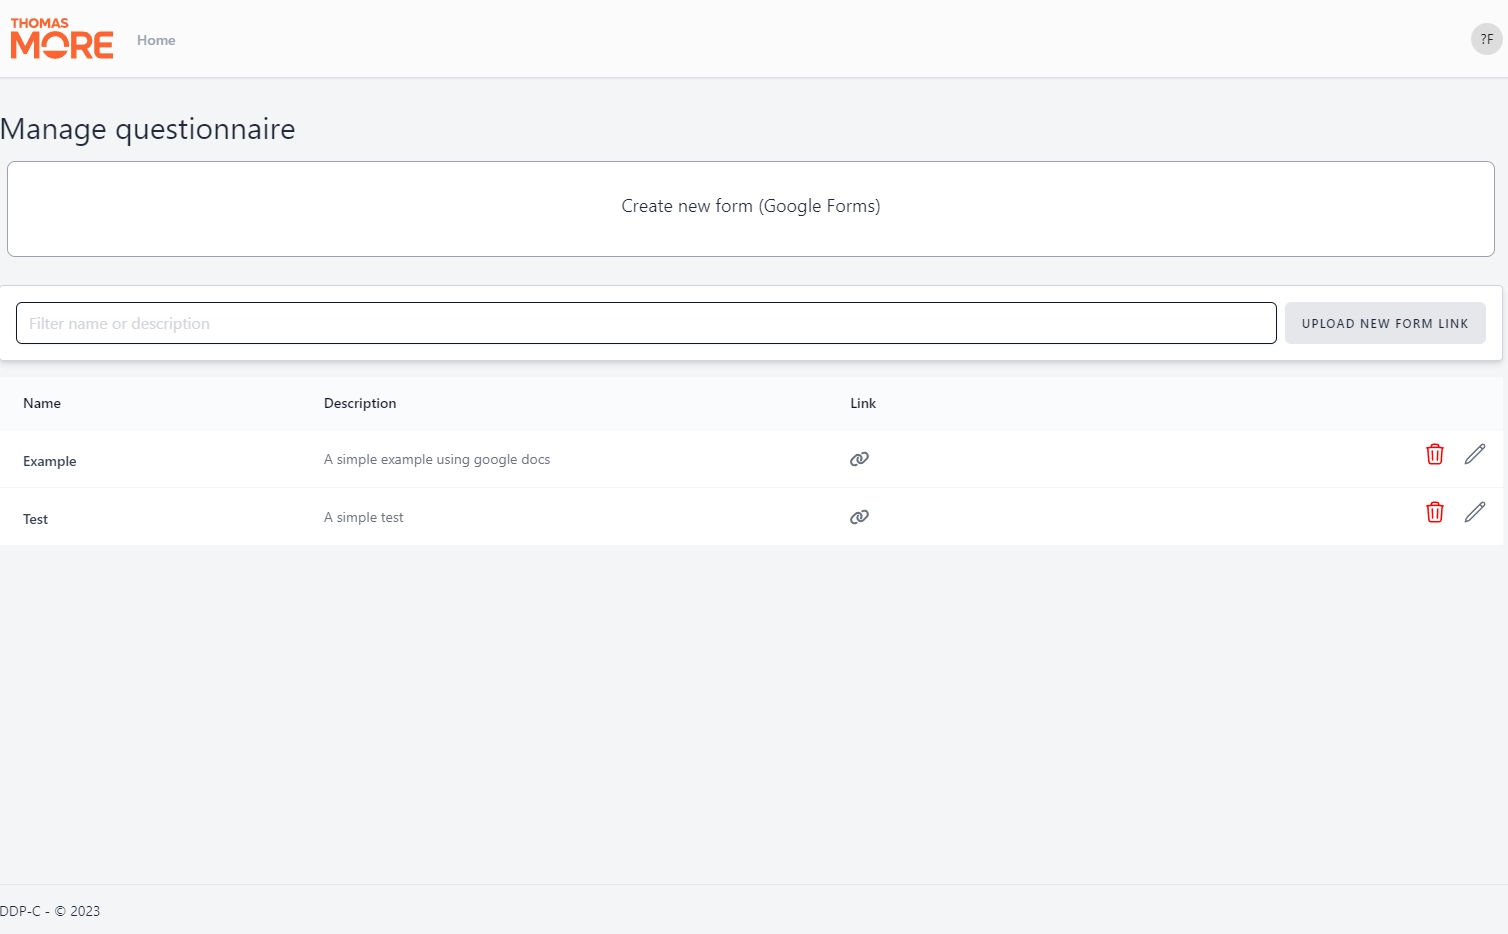 THOMAS
MORE
Home
?F
Manage questionnaire
Create new form (Google Forms)
Filter name or description
UPLOAD NEW FORM LINK
Name Description Link
Example A simple example using google docs
Test A simple test
DDP-C - © 2023